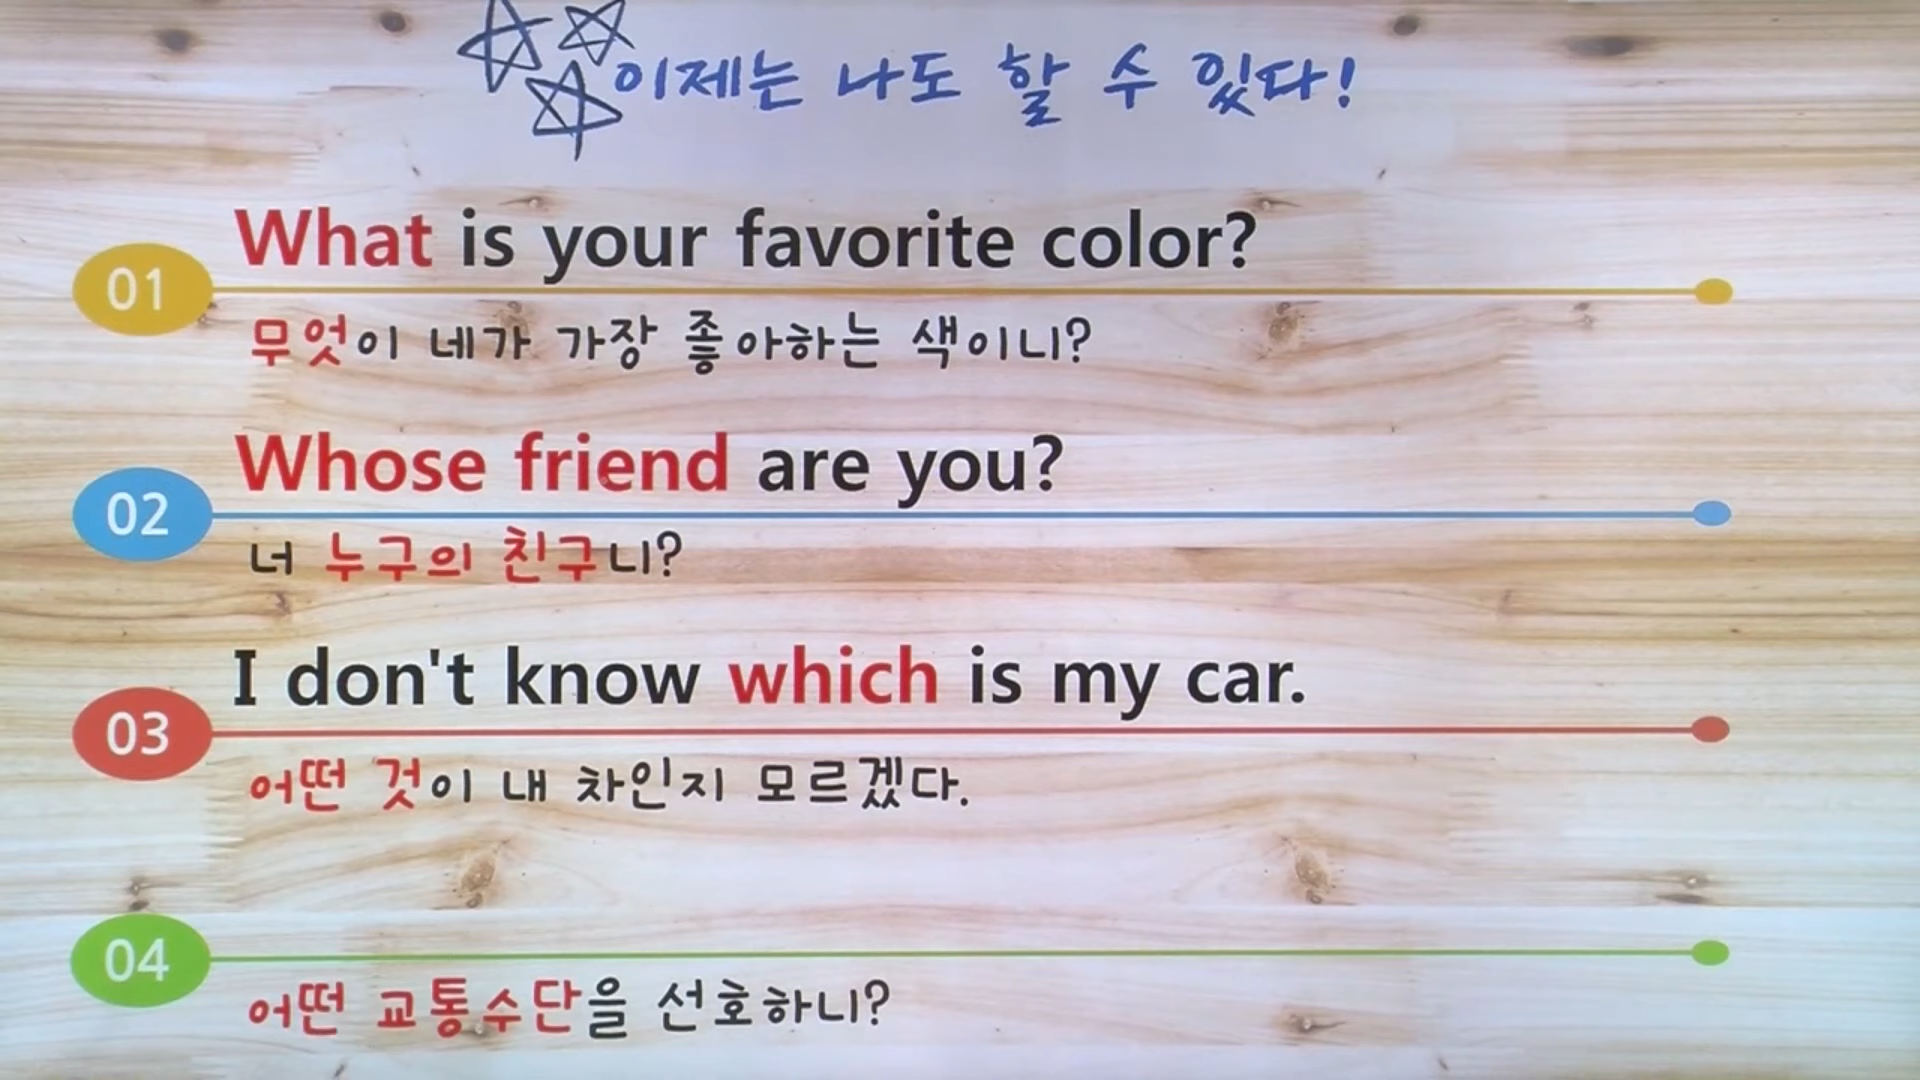 이제는 나도 할 수 있다!
What is your favorite color?
01
무엇이 네가 가장 좋아하는 색이니?
Whose friend are you?
02
너 누구의 친구니?
I don't know which is my car.
03
어떤 것이 내 차인지 모르겠다.
04
어떤 교통수단을 선호하니?